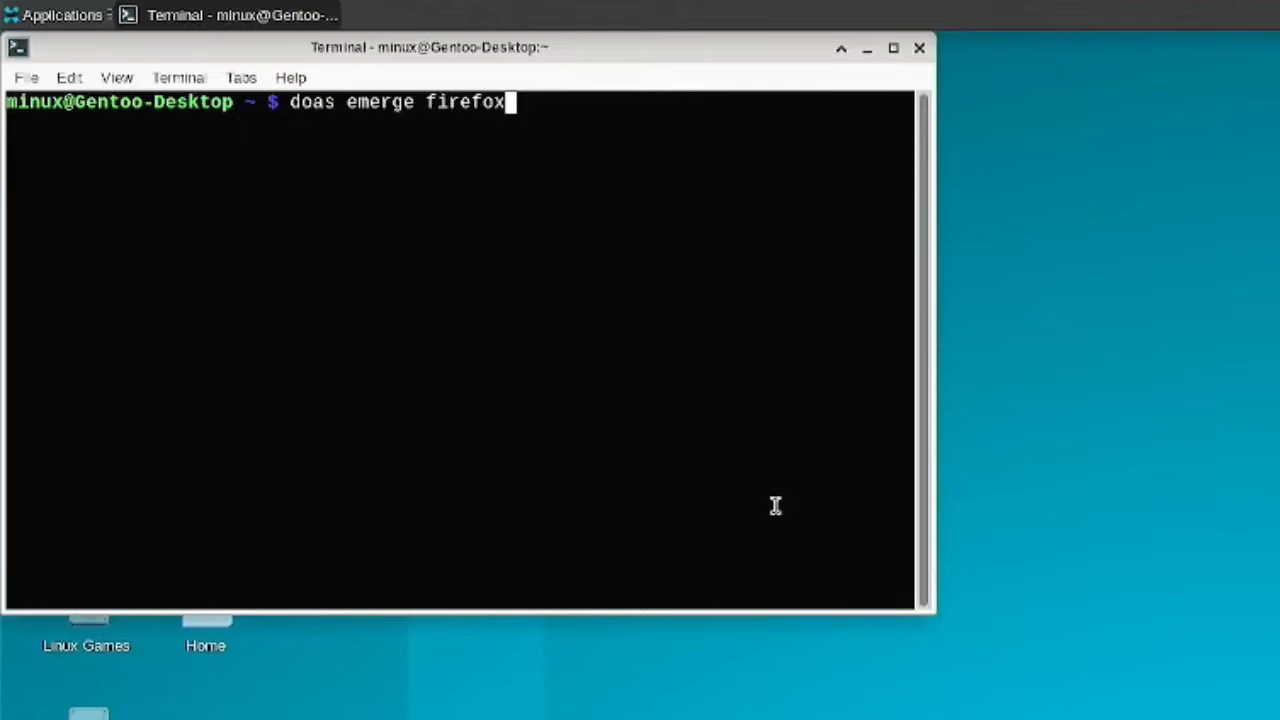 Applications Terminal - minux@Gentoo-...
Terminal - minux@Gentoo-Desktop:~
File Edit View Terminal Tabs Help
minux@Gentoo-Desktop ~ $ doas emerge firefox
Linux Games Home